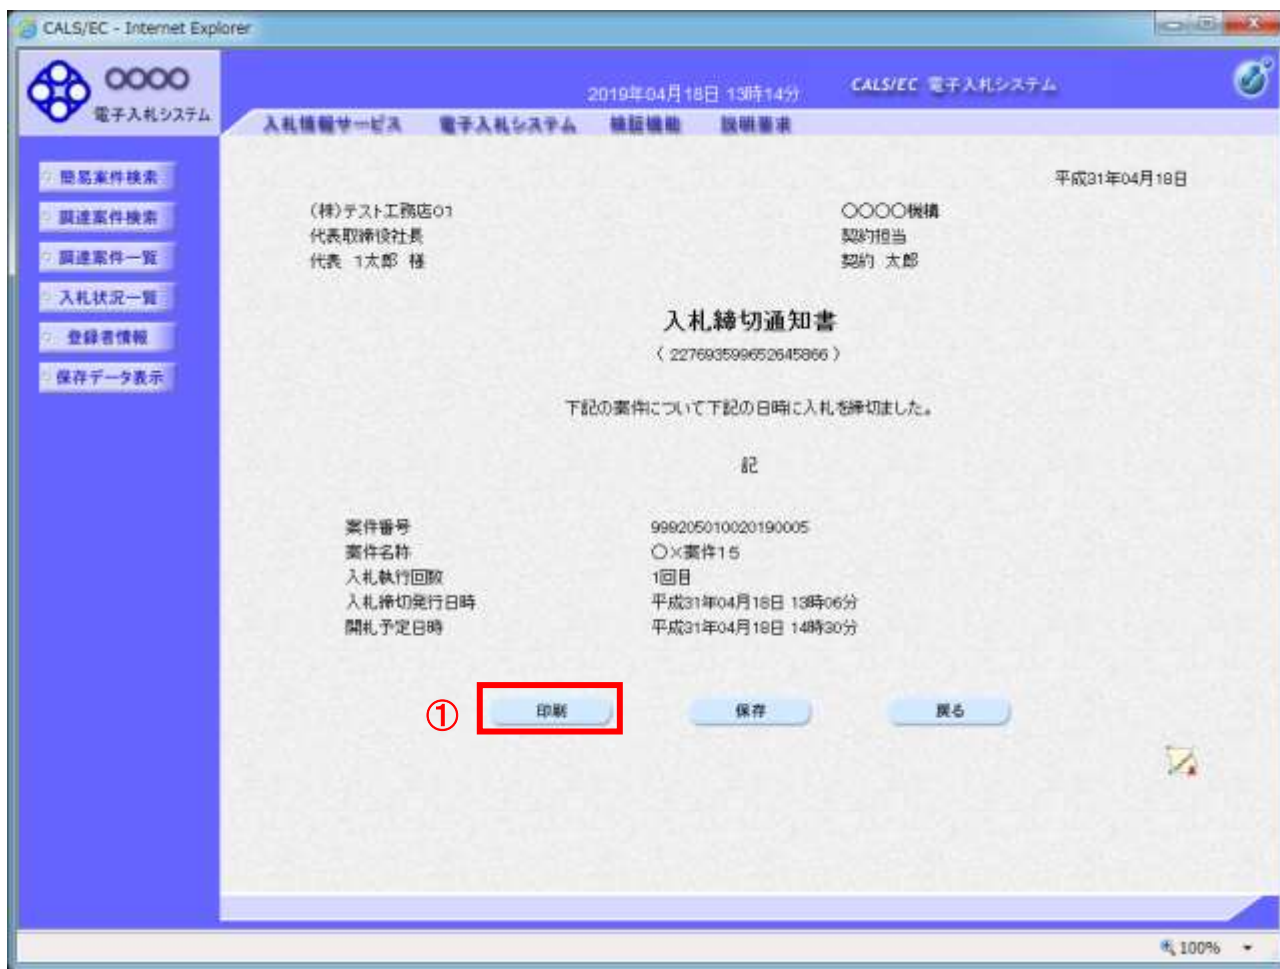 CALS/EC - Internet Explorer
○○○○
電子入札システム
2019年04月18日 13時14分
CALS/EC 電子入札システム
入札情報サービス 電子入札システム 検証機能 説明要求
簡易案件検索
調達案件検索
調達案件一覧
入札状況一覧
登録者情報
保存データ表示
平成31年04月18日
(株)テスト工務店01
代表取締役社長
代表 1太郎 様
○○○○機構
契約担当
契約 太郎
入札締切通知書
( 227693599652645866 )
下記の案件について下記の日時に入札を締切ました。
記
案件番号 999205010020190005
案件名称 ○×案件15
入札執行回数 1回目
入札締切発行日時 平成31年04月18日 13時06分
開札予定日時 平成31年04月18日 14時30分
① 印刷 保存 戻る
100%